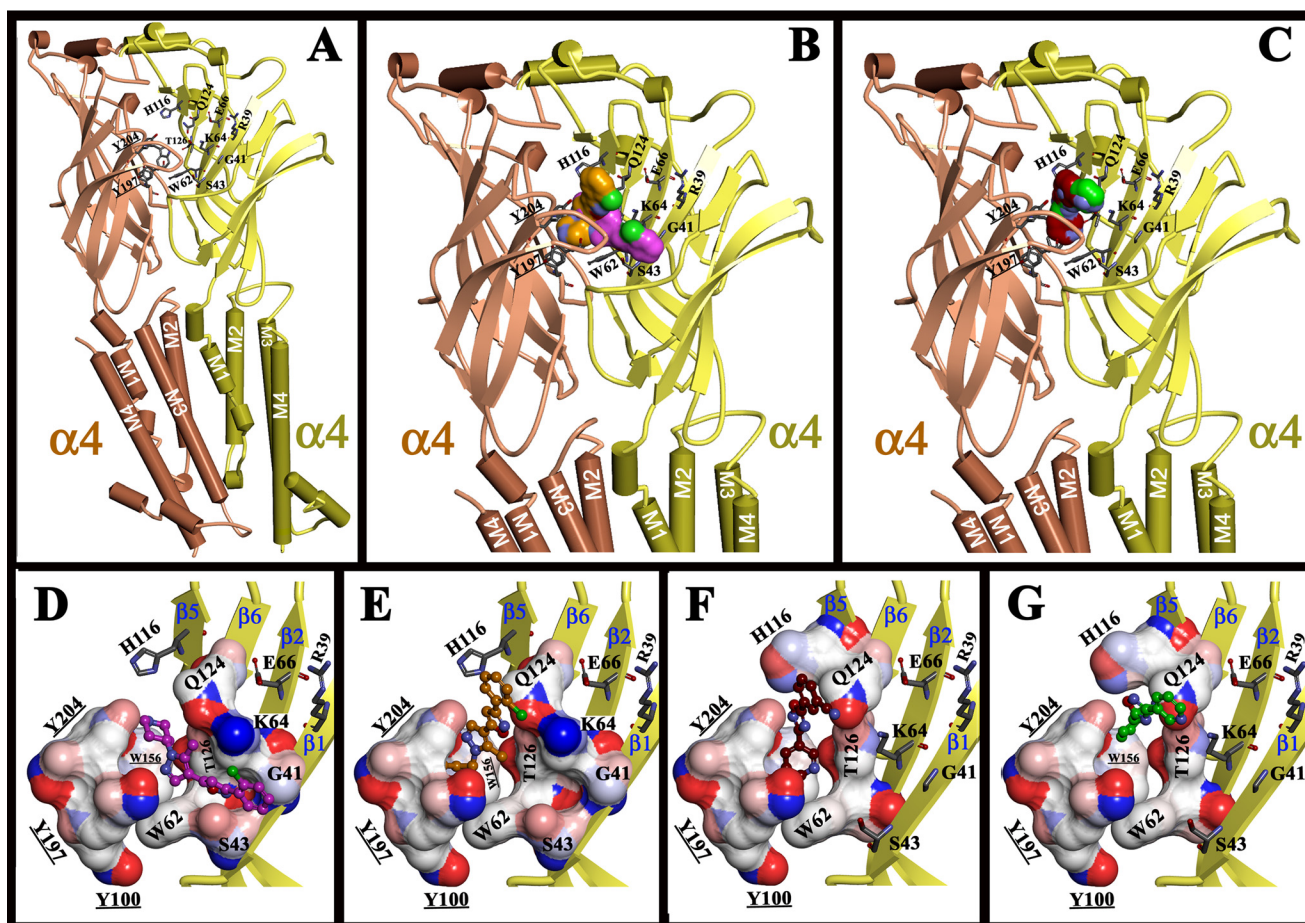 A
H116
Q124
E66
R39
T126
K64
Y204
G41
Y197
W62
S43
M1
M2
M3
M4
M1
M2
M3
M4
α4
α4
B
H116
Q124
E66
R39
K64
Y204
G41
Y197
W62
S43
M4
M1
M3
M2
M1
M2
M3
M4
α4
α4
C
H116
Q124
E66
R39
K64
Y204
G41
Y197
W62
S43
M4
M1
M3
M2
M1
M2
M3
M4
α4
α4
D
β5
β6
β2
H116
E66
R39
Q124
Y204
K64
β1
W156
T126
G41
W62
Y197
S43
Y100
E
β5
β6
β2
H116
E66
R39
Q124
Y204
K64
β1
W156
T126
G41
W62
Y197
S43
Y100
F
β5
β6
β2
H116
E66
R39
Q124
Y204
K64
β1
T126
G41
W62
Y197
S43
Y100
G
β5
β6
β2
H116
E66
R39
Q124
Y204
K64
β1
W156
T126
G41
W62
Y197
S43
Y100